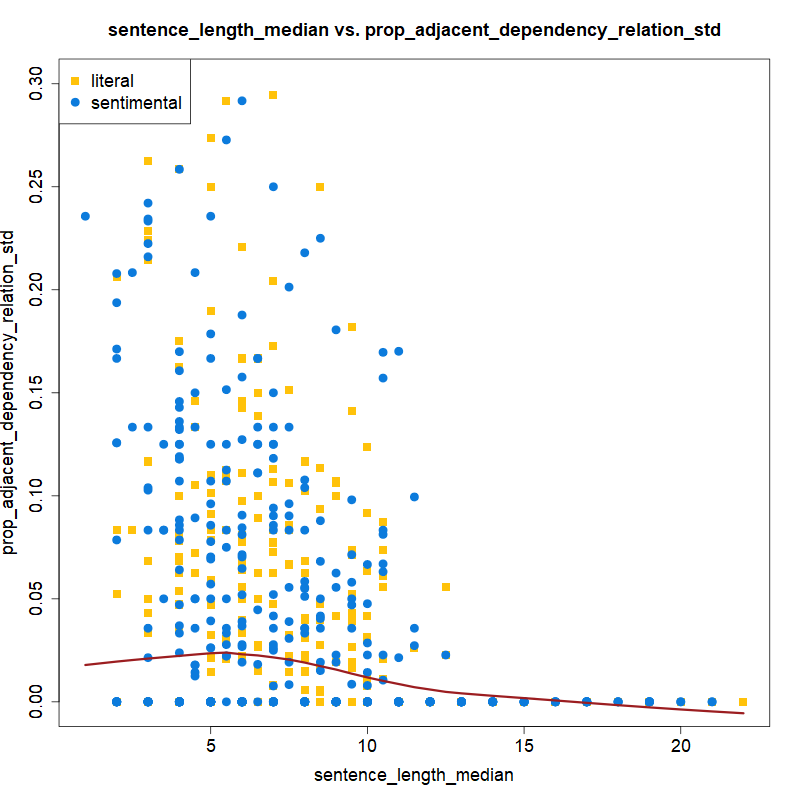 sentence_length_median vs. prop_adjacent_dependency_relation_std
literal
sentimental
prop_adjacent_dependency_relation_std
0.30
0.25
0.20
0.15
0.10
0.05
0.00
5 10 15 20
sentence_length_median